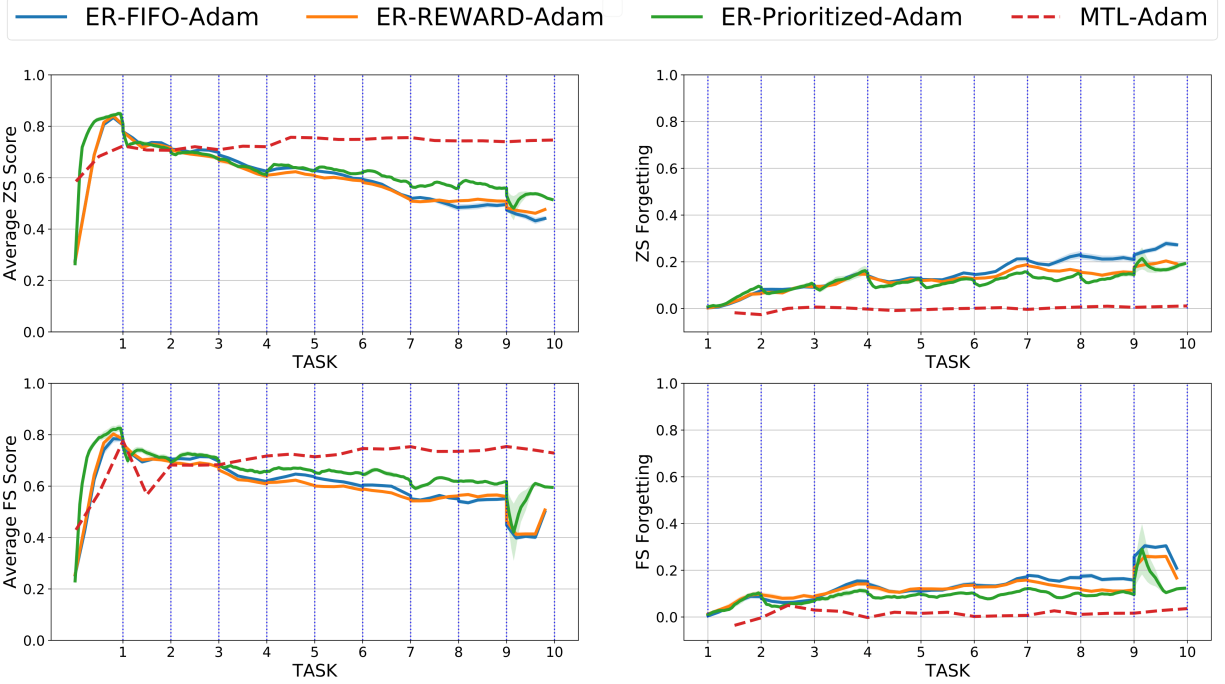 ER-FIFO-Adam ER-REWARD-Adam ER-Prioritized-Adam MTL-Adam
Average ZS Score
1.0
0.8
0.6
0.4
0.2
0.0
1 2 3 4 5 6 7 8 9 10
TASK
ZS Forgetting
1.0
0.8
0.6
0.4
0.2
0.0
1 2 3 4 5 6 7 8 9 10
TASK
Average FS Score
1.0
0.8
0.6
0.4
0.2
0.0
1 2 3 4 5 6 7 8 9 10
TASK
FS Forgetting
1.0
0.8
0.6
0.4
0.2
0.0
1 2 3 4 5 6 7 8 9 10
TASK